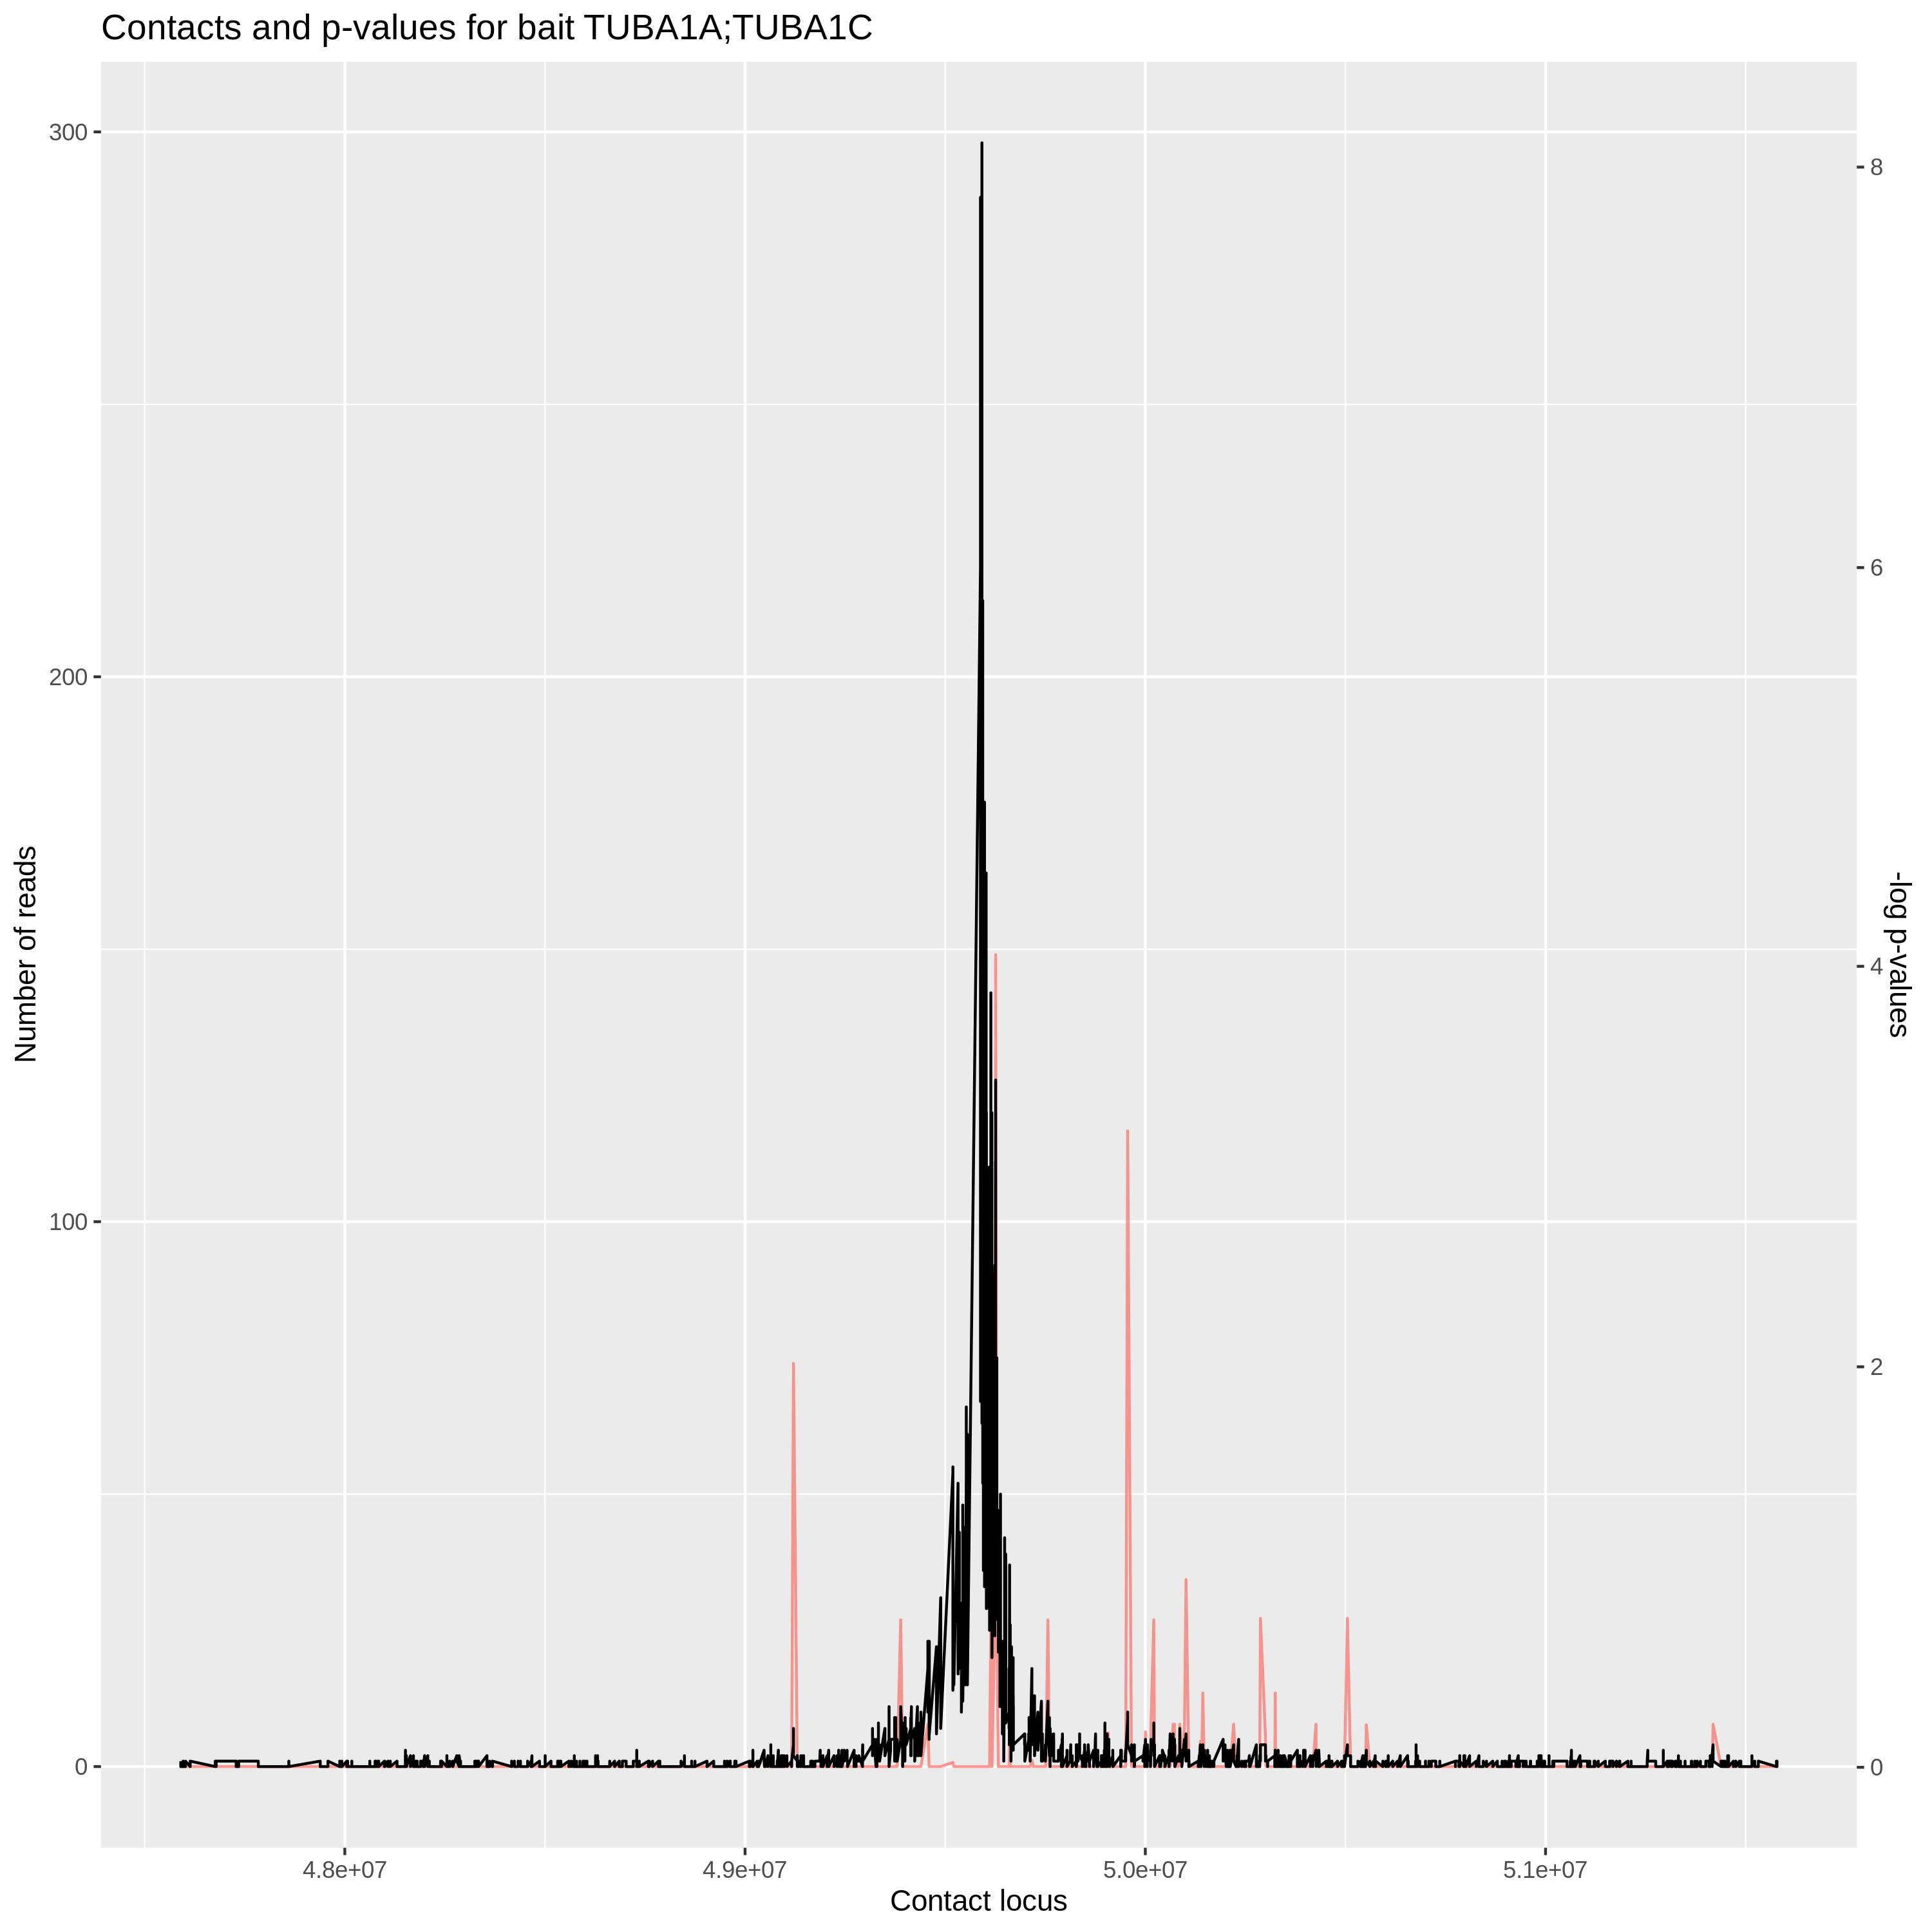 Contacts and p-values for bait TUBA1A;TUBA1C
300
200
100
0
Number of reads
8
6
4
2
0
-log p-values
4.8e+07
4.9e+07
5.0e+07
5.1e+07
Contact locus